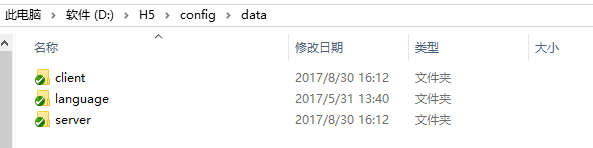 此电脑 › 软件 (D:) › H5 › config › data
名称 修改日期 类型 大小
client 2017/8/30 16:12 文件夹
language 2017/5/31 13:40 文件夹
server 2017/8/30 16:12 文件夹